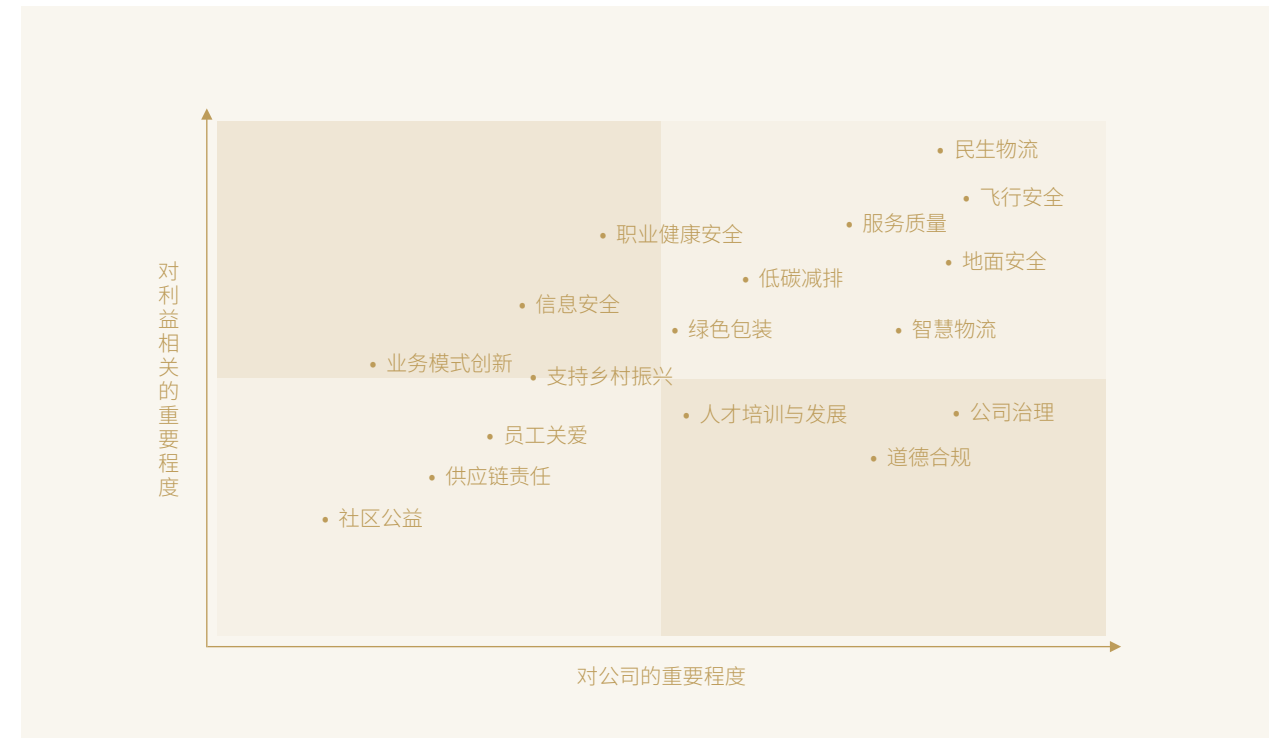 民生物流
飞行安全
服务质量
职业健康安全
地面安全
低碳减排
信息安全
绿色包装
智慧物流
业务模式创新
支持乡村振兴
人才培训与发展
公司治理
员工关爱
道德合规
供应链责任
社区公益
对利益相关的重要程度
对公司的重要程度